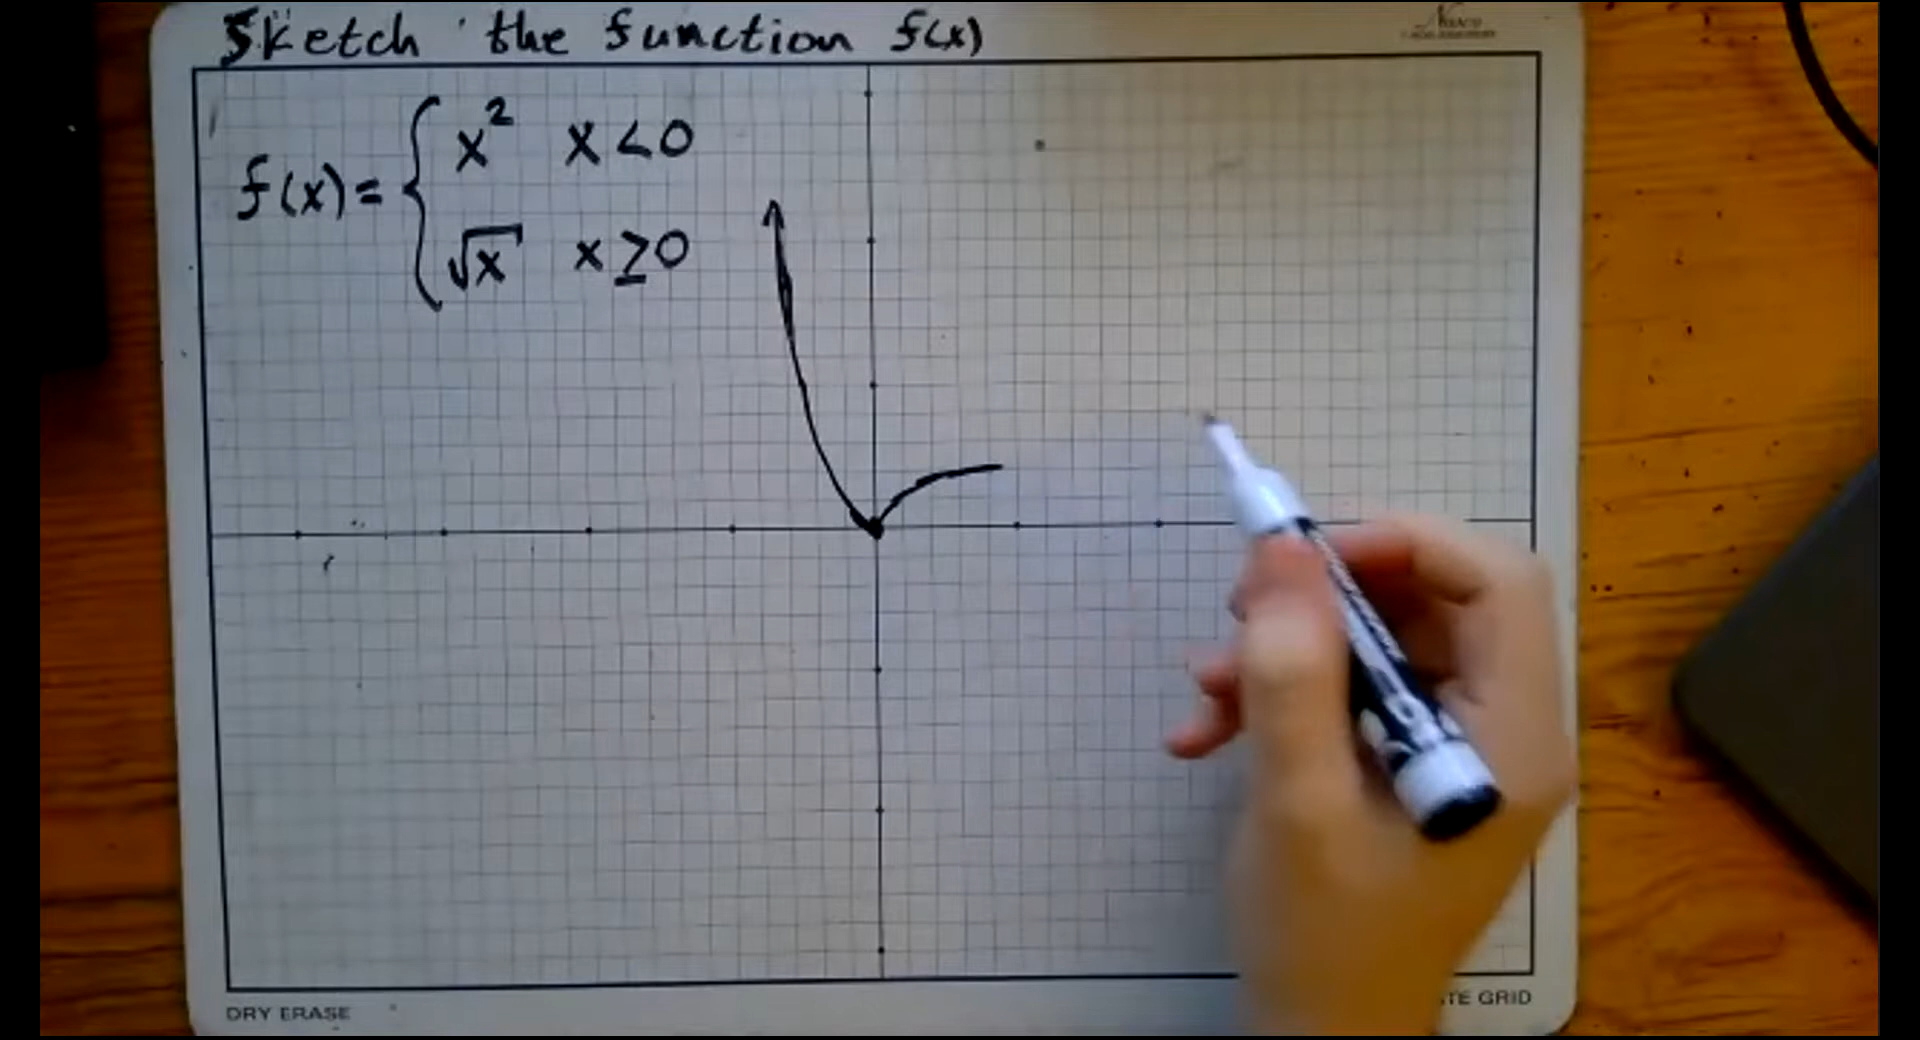 Sketch the function f(x)
f(x) = { x² x < 0
√x x ≥ 0
DRY ERASE
TE GRID